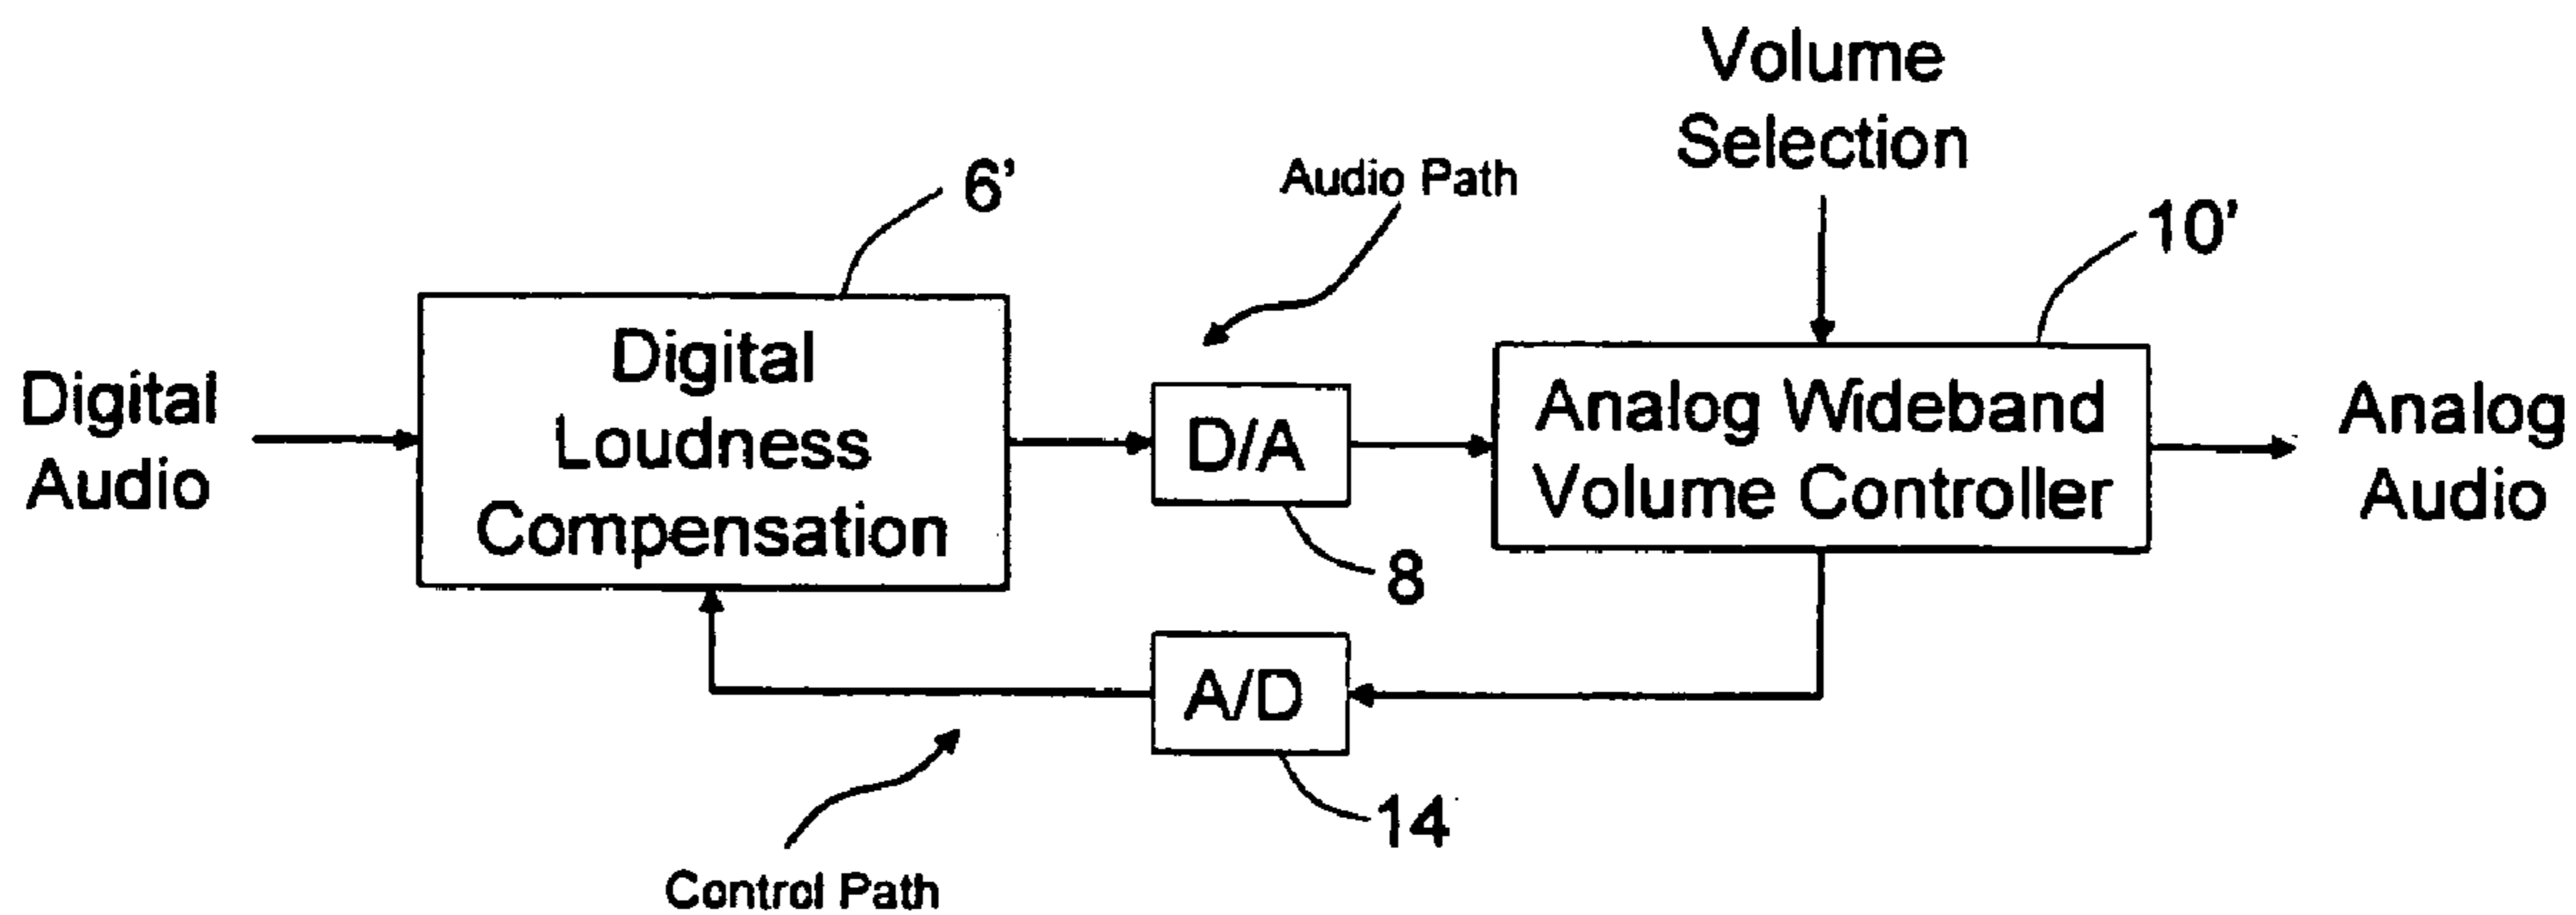 Volume
Selection
Audio Path
6'
10'
Digital
Audio
Digital
Loudness
Compensation
D/A
Analog Wideband
Volume Controller
Analog
Audio
8
A/D
14
Control Path